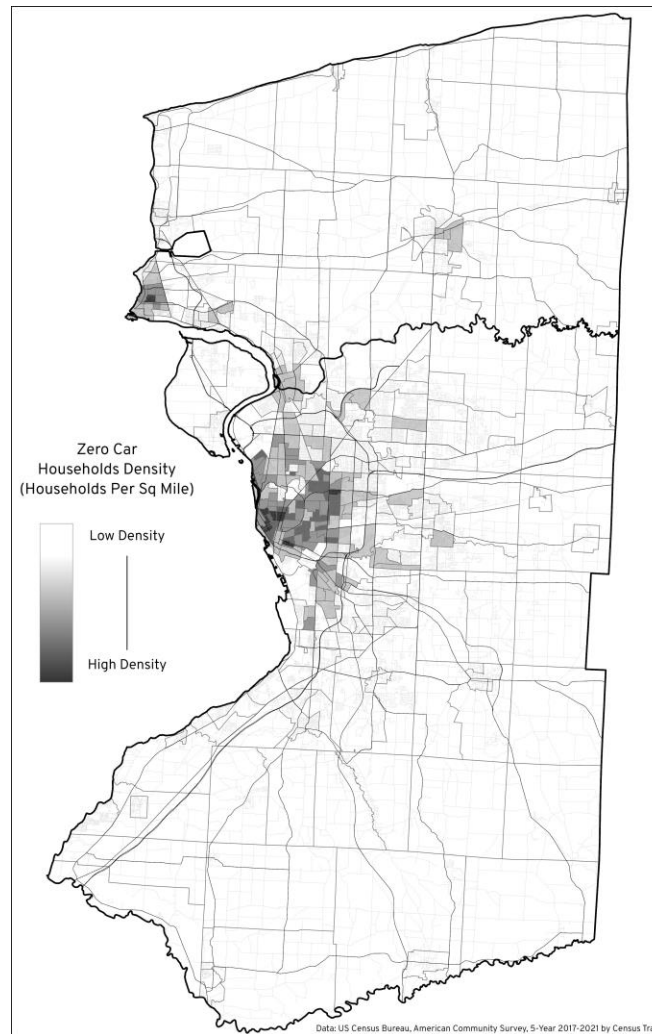 Zero Car
Households Density
(Households Per Sq Mile)
Low Density
High Density
Data: US Census Bureau, American Community Survey, 5-Year 2017-2021 by Census Tra